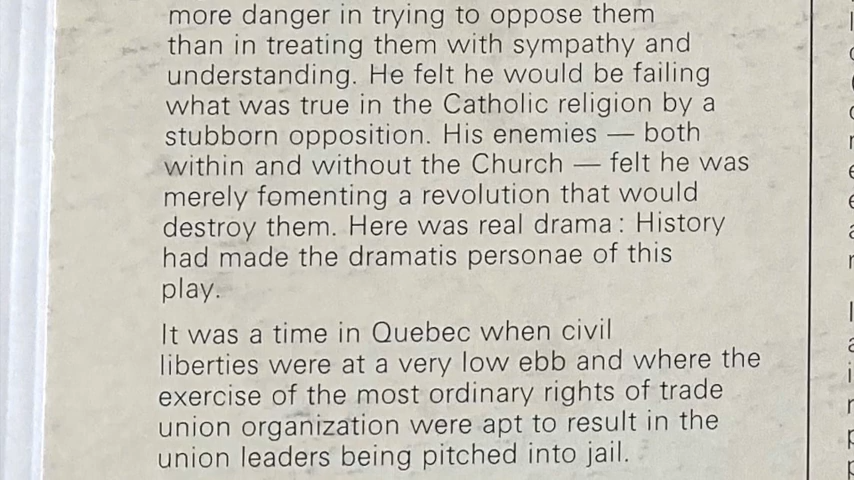 more danger in trying to oppose them
than in treating them with sympathy and
understanding. He felt he would be failing
what was true in the Catholic religion by a
stubborn opposition. His enemies — both
within and without the Church — felt he was
merely fomenting a revolution that would
destroy them. Here was real drama: History
had made the dramatis personae of this
play.
It was a time in Quebec when civil
liberties were at a very low ebb and where the
exercise of the most ordinary rights of trade
union organization were apt to result in the
union leaders being pitched into jail.